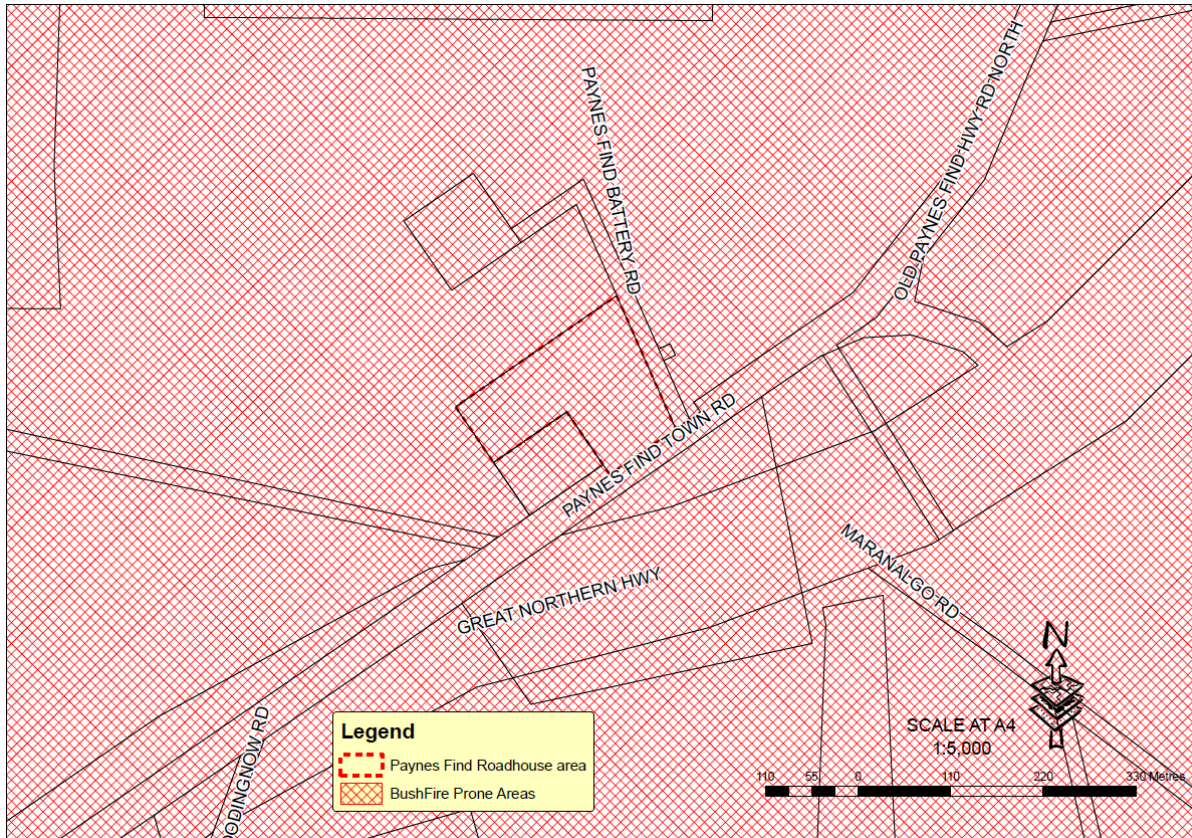 PAYNES FIND BATTERY RD
OLD PAYNES FIND HWY RD NORTH
PAYNES FIND TOWN RD
GREAT NORTHERN HWY
MARANALGO RD
OODINGNOW RD
N
SCALE AT A4
1:5,000
110 55 0 110 220 330 Metres
Legend
Paynes Find Roadhouse area
BushFire Prone Areas